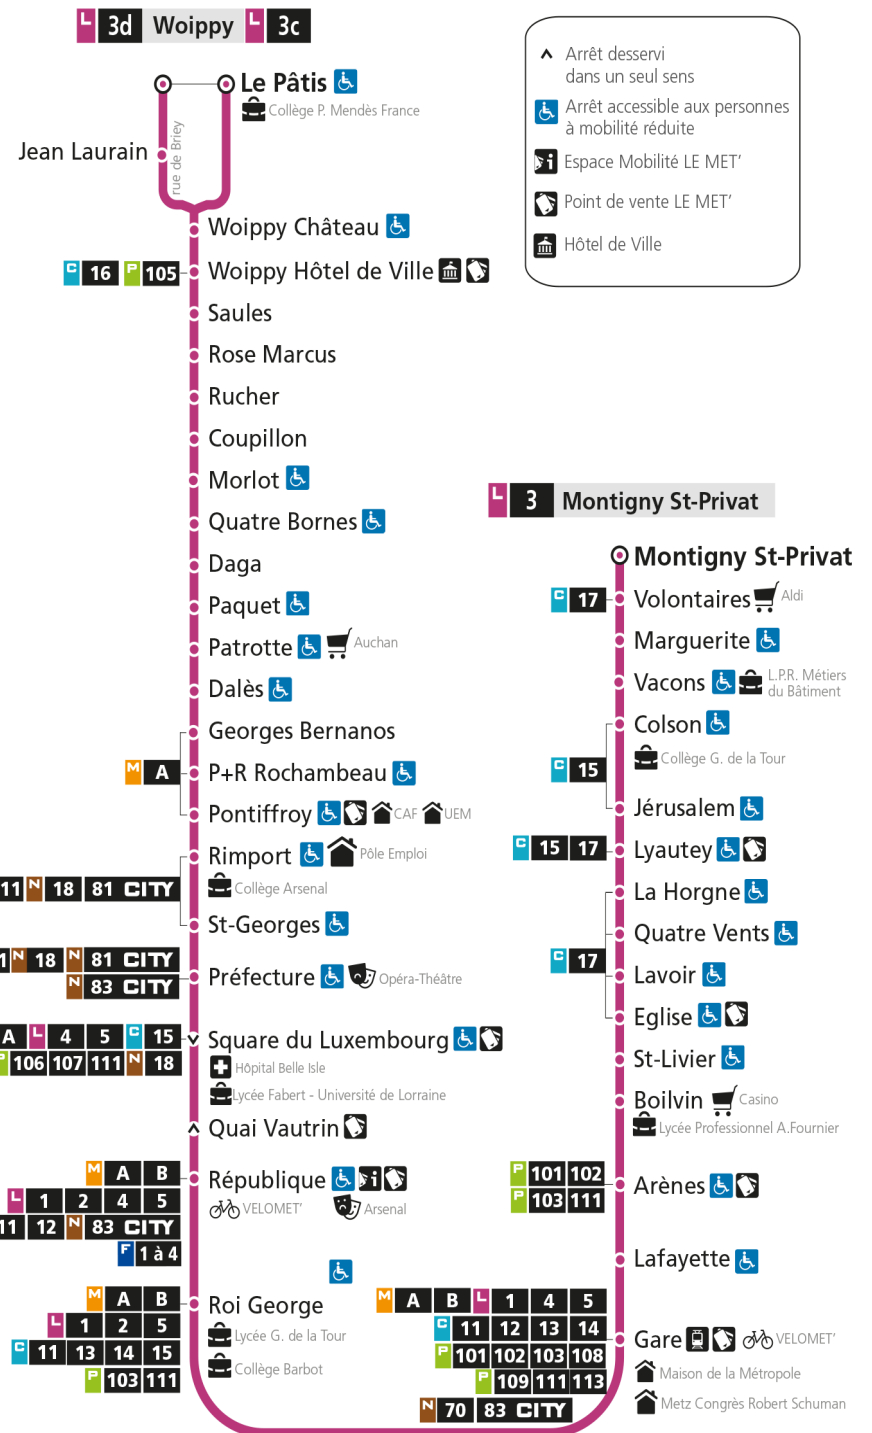 L 3d Woippy L 3c
Le Pâtis
Collège P. Mendès France
rue de Briey
Jean Laurain
Woippy Château
C 16 P 105 Woippy Hôtel de Ville
Saules
Rose Marcus
Rucher
Coupillon
Morlot
Quatre Bornes
Daga
Paquet
Patrotte Auchan
Dalès
Georges Bernanos
M A P+R Rochambeau
Pontiffroy CAF UEM
Rimport Pôle Emploi
11 N 18 81 CITY Collège Arsenal
St-Georges
N 18 N 81 CITY
Préfecture Opéra-Théâtre
N 83 CITY
A L 4 5 C 15 Square du Luxembourg
P 106 107 111 N 18 Hôpital Belle Isle
Lycée Fabert - Université de Lorraine
Quai Vautrin
M A B République
L 1 2 4 5 VELOMET' Arsenal
11 12 N 83 CITY
F 1 à 4
M A B Roi George
L 1 2 5 Lycée G. de la Tour
C 11 13 14 15 Collège Barbot
P 103 111
Arrêt desservi
dans un seul sens
Arrêt accessible aux personnes
à mobilité réduite
i Espace Mobilité LE MET'
Point de vente LE MET'
Hôtel de Ville
L 3 Montigny St-Privat
Montigny St-Privat
C 17 Volontaires Aldi
Marguerite
Vacons L.P.R. Métiers
du Bâtiment
Colson
C 15 Collège G. de la Tour
Jérusalem
C 15 17 Lyautey
La Horgne
Quatre Vents
C 17 Lavoir
Eglise
St-Livier
Boilvin Casino
Lycée Professionnel A.Fournier
P 101 102 Arènes
P 103 111
Lafayette
M A B L 1 4 5
C 11 12 13 14 Gare VELOMET'
P 101 102 103 108 Maison de la Métropole
P 109 111 113 Metz Congrès Robert Schuman
N 70 83 CITY